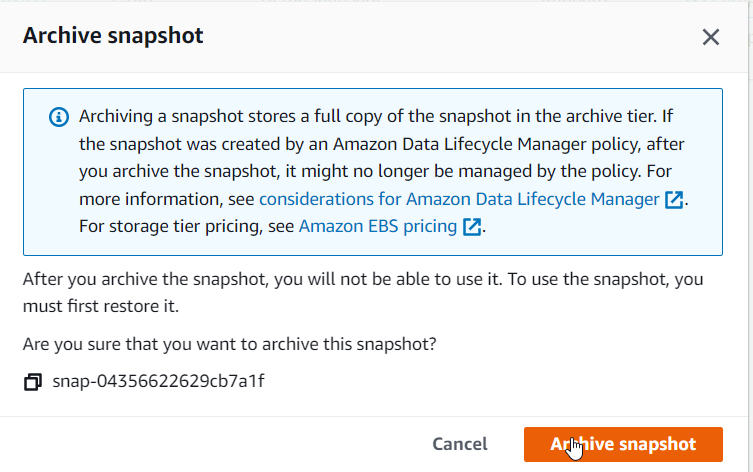 Archive snapshot
Archiving a snapshot stores a full copy of the snapshot in the archive tier. If
the snapshot was created by an Amazon Data Lifecycle Manager policy, after
you archive the snapshot, it might no longer be managed by the policy. For
more information, see considerations for Amazon Data Lifecycle Manager.
For storage tier pricing, see Amazon EBS pricing.
After you archive the snapshot, you will not be able to use it. To use the snapshot, you
must first restore it.
Are you sure that you want to archive this snapshot?
snap-04356622629cb7a1f
Cancel
Archive snapshot